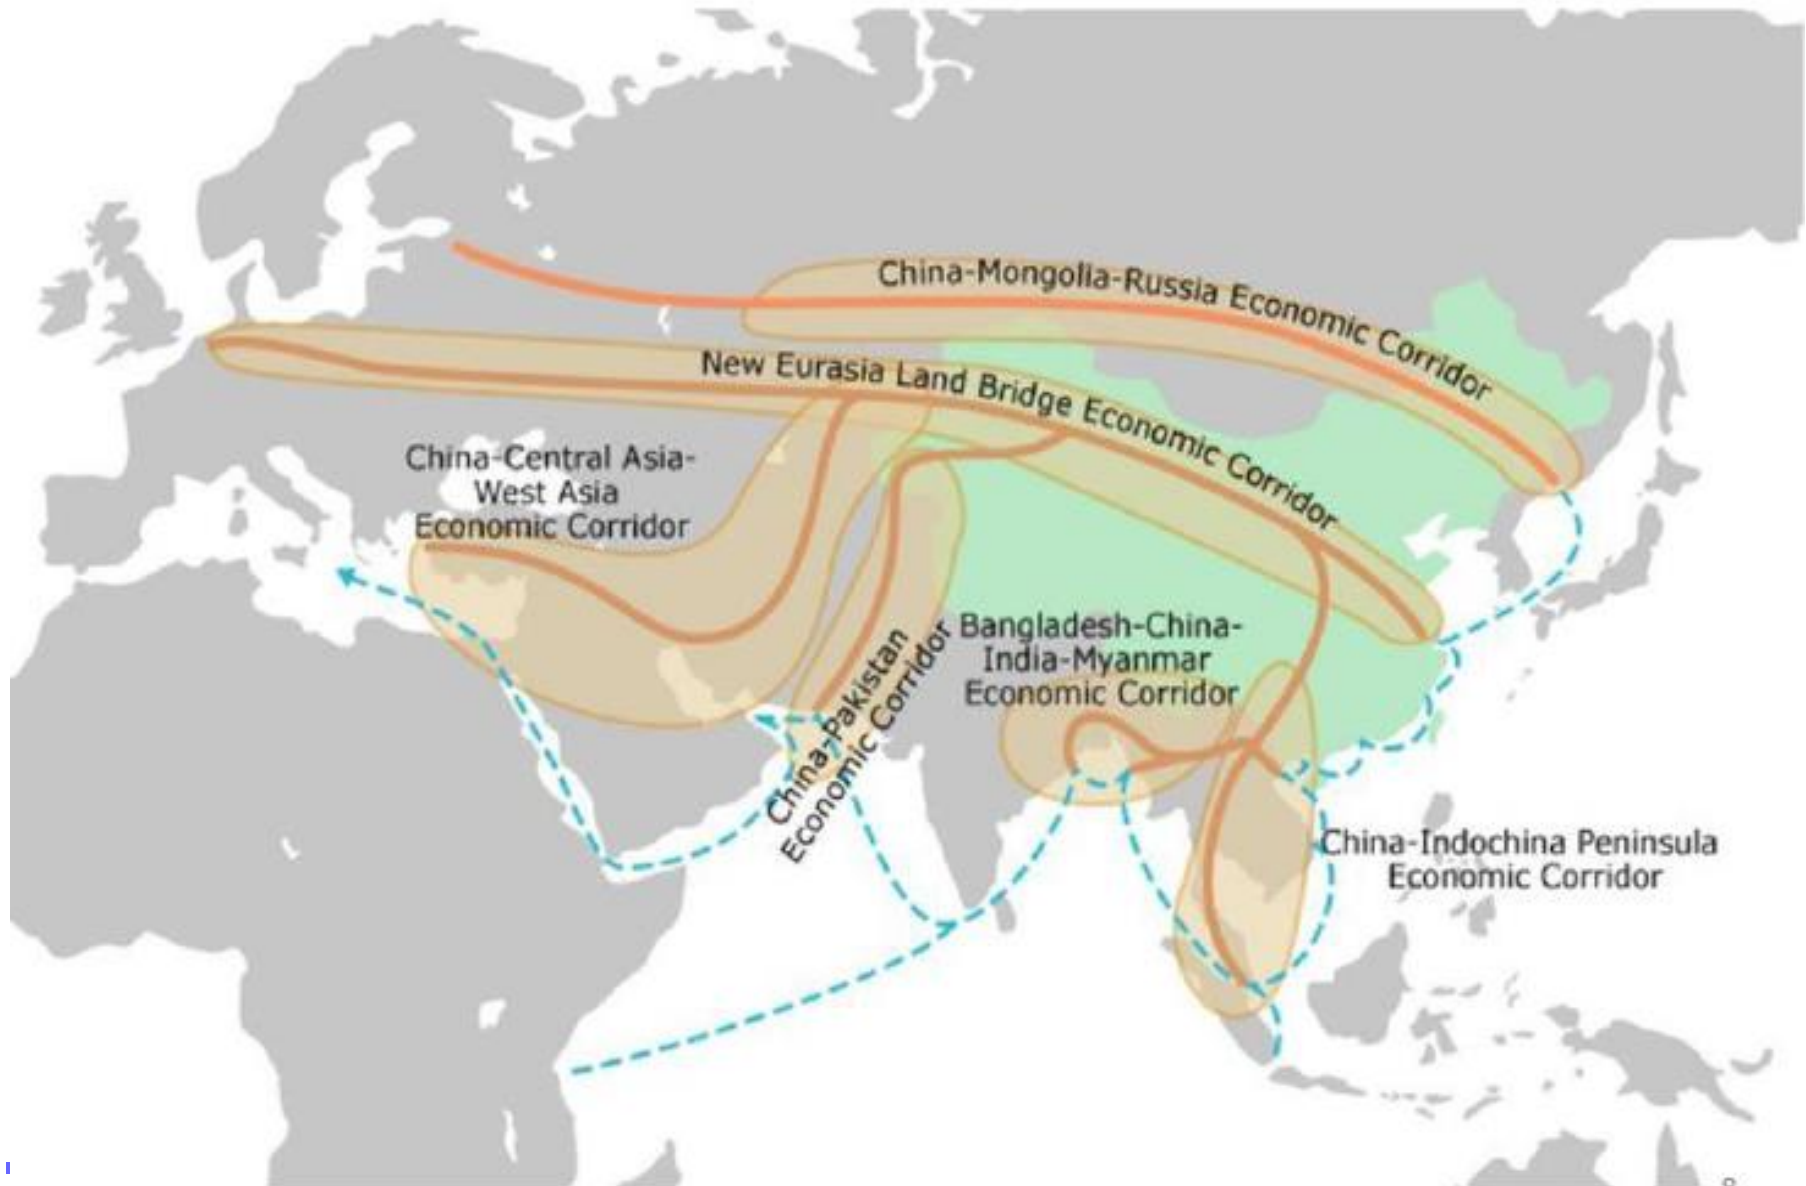 China-Mongolia-Russia Economic Corridor
New Eurasia Land Bridge Economic Corridor
China-Central Asia-
West Asia
Economic Corridor
China-Pakistan
Economic Corridor
Bangladesh-China-
India-Myanmar
Economic Corridor
China-Indochina Peninsula
Economic Corridor